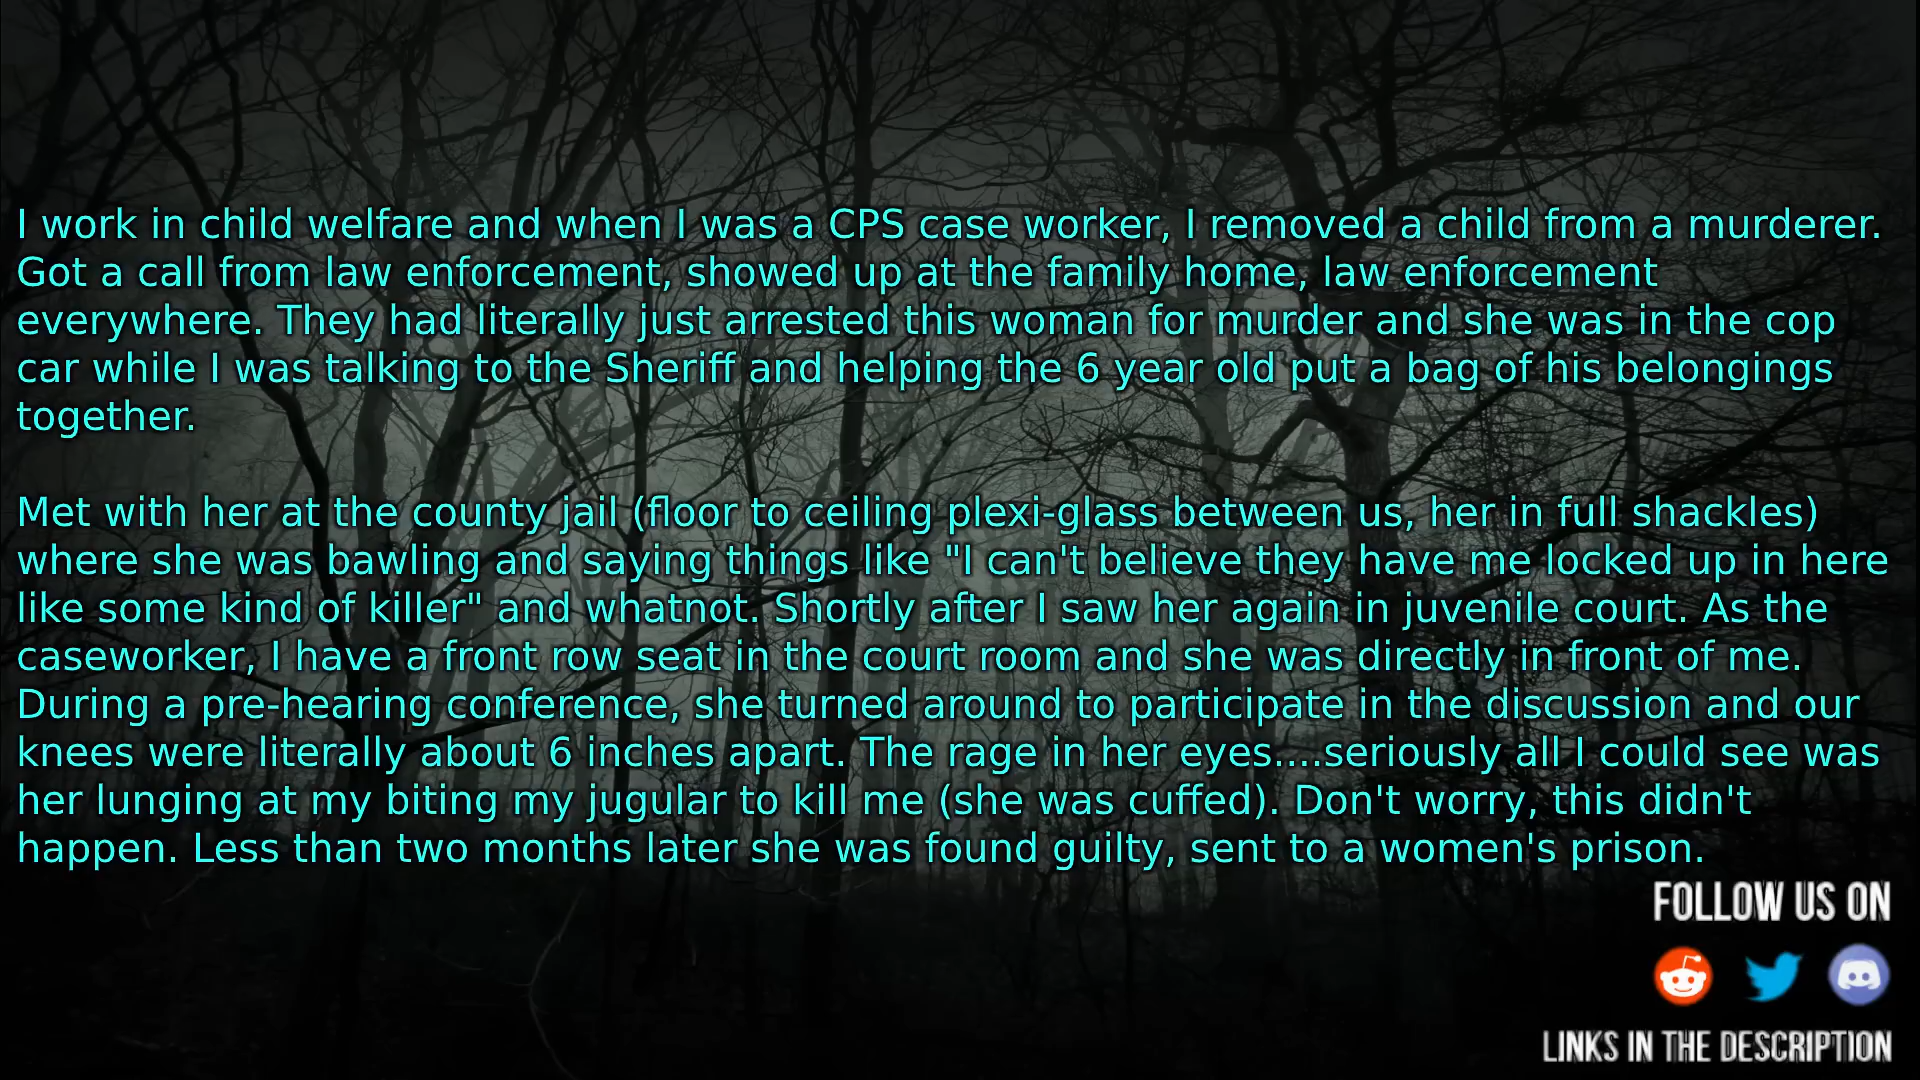 I work in child welfare and when I was a CPS case worker, I removed a child from a murderer.
Got a call from law enforcement, showed up at the family home, law enforcement
everywhere. They had literally just arrested this woman for murder and she was in the cop
car while I was talking to the Sheriff and helping the 6 year old put a bag of his belongings
together.
Met with her at the county jail (floor to ceiling plexi-glass between us, her in full shackles)
where she was bawling and saying things like "I can't believe they have me locked up in here
like some kind of killer" and whatnot. Shortly after I saw her again in juvenile court. As the
caseworker, I have a front row seat in the court room and she was directly in front of me.
During a pre-hearing conference, she turned around to participate in the discussion and our
knees were literally about 6 inches apart. The rage in her eyes....seriously all I could see was
her lunging at my biting my jugular to kill me (she was cuffed). Don't worry, this didn't
happen. Less than two months later she was found guilty, sent to a women's prison.
FOLLOW US ON
LINKS IN THE DESCRIPTION